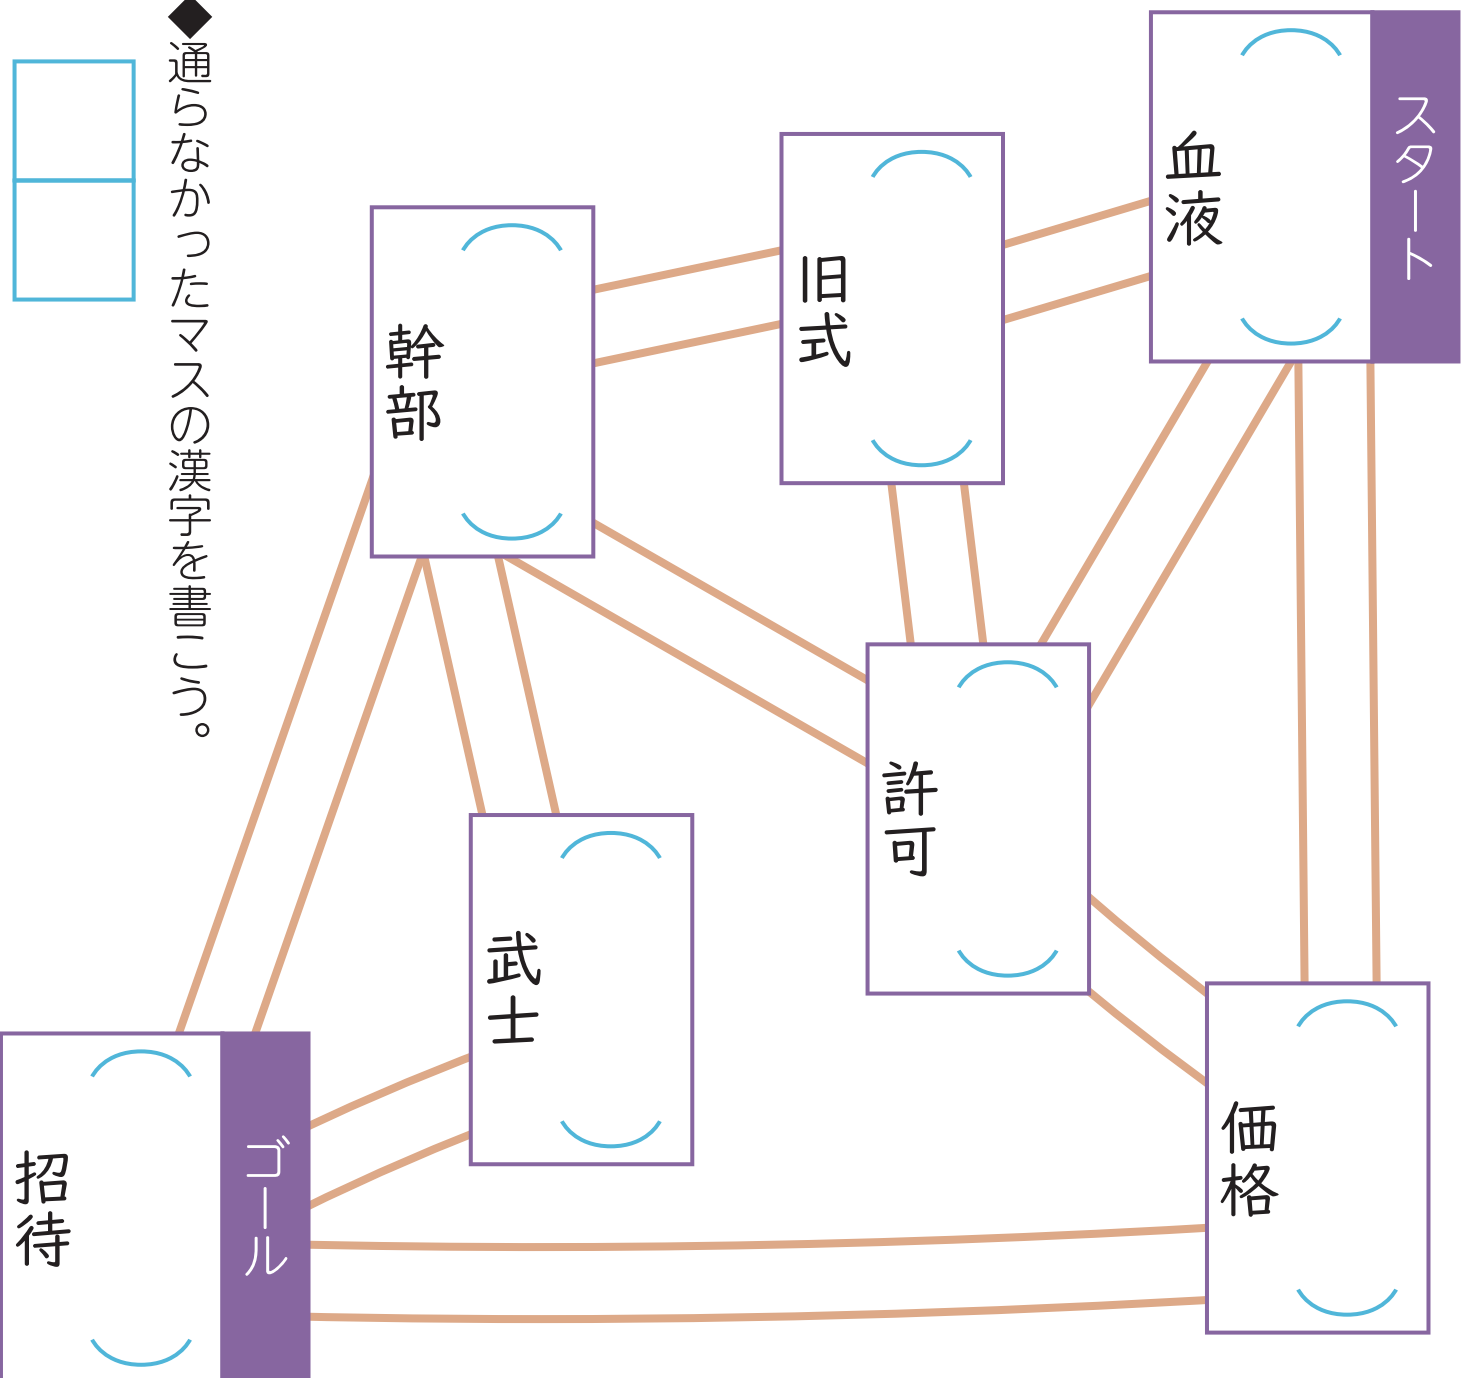 スタート
血液
旧式
幹部
許可
価格
武士
ゴール
招待
◆通らなかったマスの漢字を書こう。